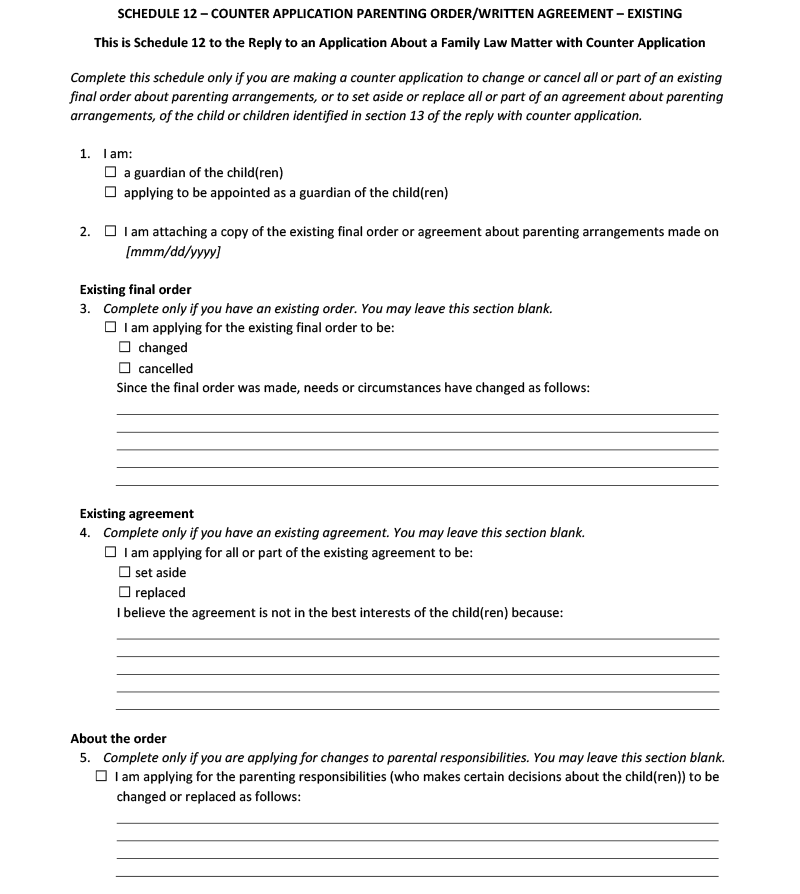 SCHEDULE 12 – COUNTER APPLICATION PARENTING ORDER/WRITTEN AGREEMENT – EXISTING
This is Schedule 12 to the Reply to an Application About a Family Law Matter with Counter Application
Complete this schedule only if you are making a counter application to change or cancel all or part of an existing
final order about parenting arrangements, or to set aside or replace all or part of an agreement about parenting
arrangements, of the child or children identified in section 13 of the reply with counter application.
1. I am:
☐ a guardian of the child(ren)
☐ applying to be appointed as a guardian of the child(ren)
2. ☐ I am attaching a copy of the existing final order or agreement about parenting arrangements made on
[mmm/dd/yyyy]
Existing final order
3. Complete only if you have an existing order. You may leave this section blank.
☐ I am applying for the existing final order to be:
☐ changed
☐ cancelled
Since the final order was made, needs or circumstances have changed as follows:
Existing agreement
4. Complete only if you have an existing agreement. You may leave this section blank.
☐ I am applying for all or part of the existing agreement to be:
☐ set aside
☐ replaced
I believe the agreement is not in the best interests of the child(ren) because:
About the order
5. Complete only if you are applying for changes to parental responsibilities. You may leave this section blank.
☐ I am applying for the parenting responsibilities (who makes certain decisions about the child(ren)) to be
changed or replaced as follows: